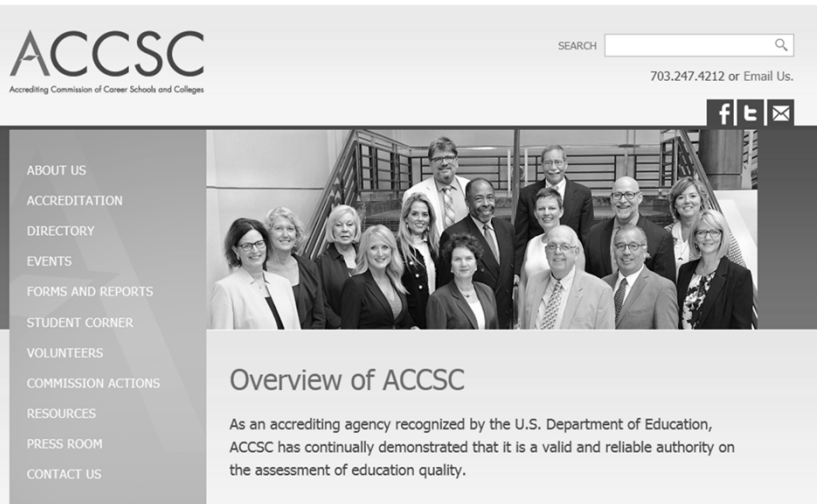 ACCSC
Accrediting Commission of Career Schools and Colleges
SEARCH
703.247.4212 or Email Us.
ABOUT US
ACCREDITATION
DIRECTORY
EVENTS
FORMS AND REPORTS
STUDENT CORNER
VOLUNTEERS
COMMISSION ACTIONS
RESOURCES
PRESS ROOM
CONTACT US
Overview of ACCSC
As an accrediting agency recognized by the U.S. Department of Education,
ACCSC has continually demonstrated that it is a valid and reliable authority on
the assessment of education quality.